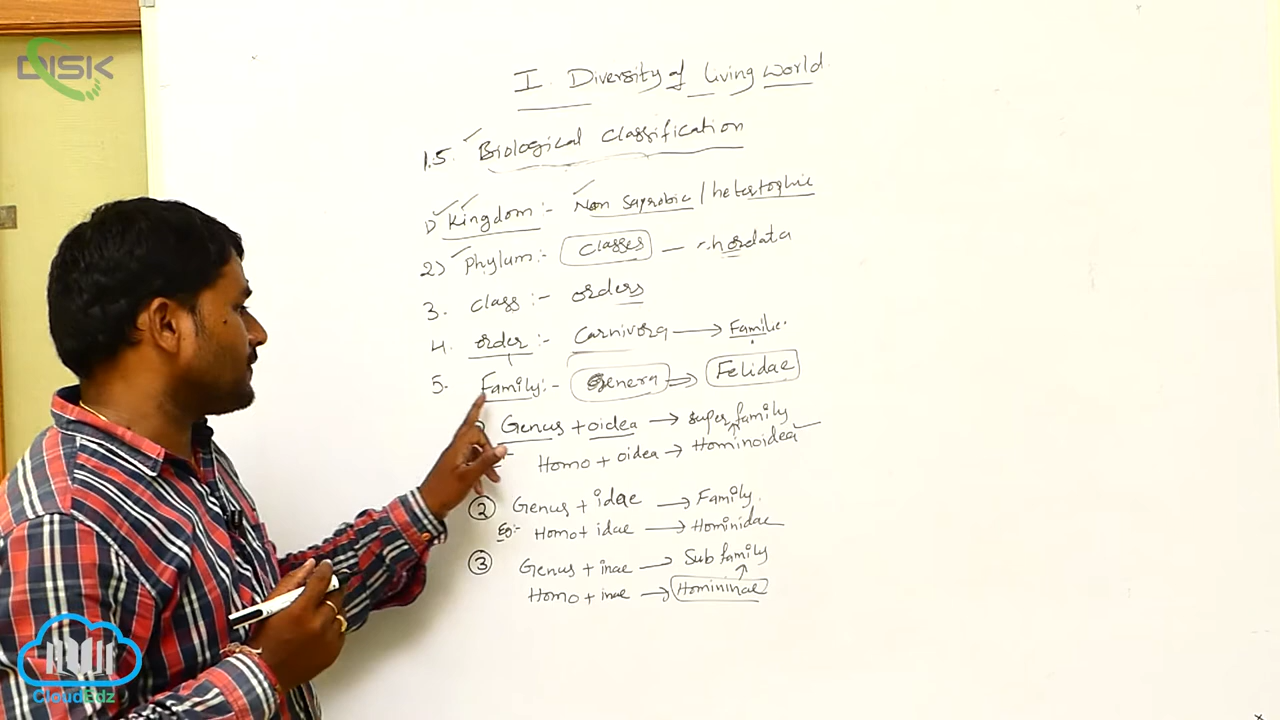 DISK
I. Diversity of living world
1.5. Biological classification
1) Kingdom :- Non saprobic / hetertophic
2) Phylum :- classes — chordata
3. class :- orders
4. order :- Carnivora → Familie
5. Family :- Genera ⇒ Felidae
Genus + oidea → super family
Homo + oidea → Hominoidea
② Genus + idae → Family.
Eg:- Homo + idae → Hominidae
③ Genus + inae → Sub family
Homo + inae → Homininae
CloudEdz